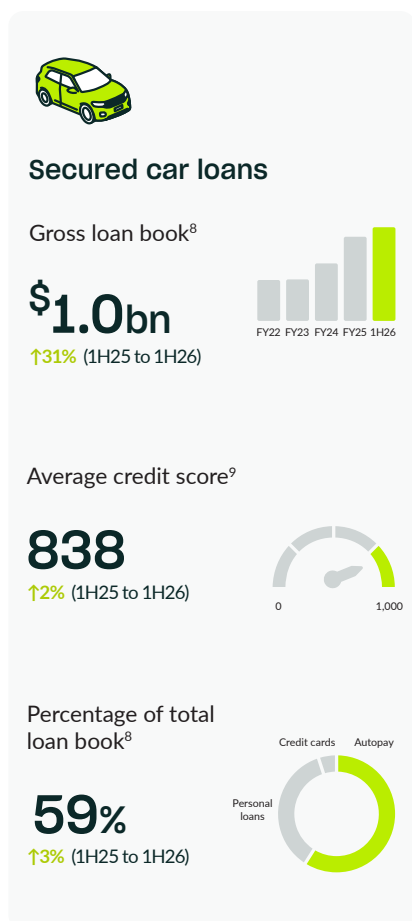 Secured car loans
Gross loan book⁸
$1.0bn
↑31% (1H25 to 1H26)
FY22 FY23 FY24 FY25 1H26
Average credit score⁹
838
↑2% (1H25 to 1H26)
0 1,000
Percentage of total
loan book⁸
Credit cards Autopay
Personal
loans
59%
↑3% (1H25 to 1H26)